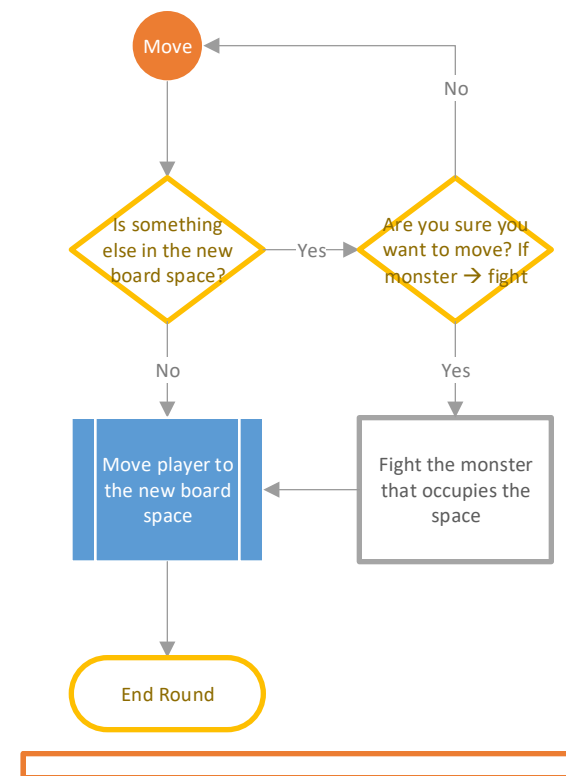 Move
No
Is something
else in the new
board space?
Yes
Are you sure you
want to move? If
monster → fight
No
Yes
Move player to
the new board
space
Fight the monster
that occupies the
space
End Round